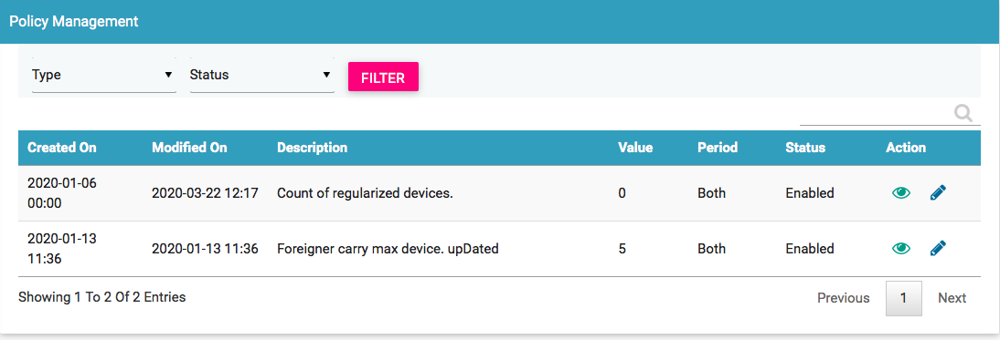 Policy Management
Type Status FILTER
Created On Modified On Description Value Period Status Action
2020-01-06
00:00 2020-03-22 12:17 Count of regularized devices. 0 Both Enabled
2020-01-13
11:36 2020-01-13 11:36 Foreigner carry max device. upDated 5 Both Enabled
Showing 1 To 2 Of 2 Entries Previous 1 Next